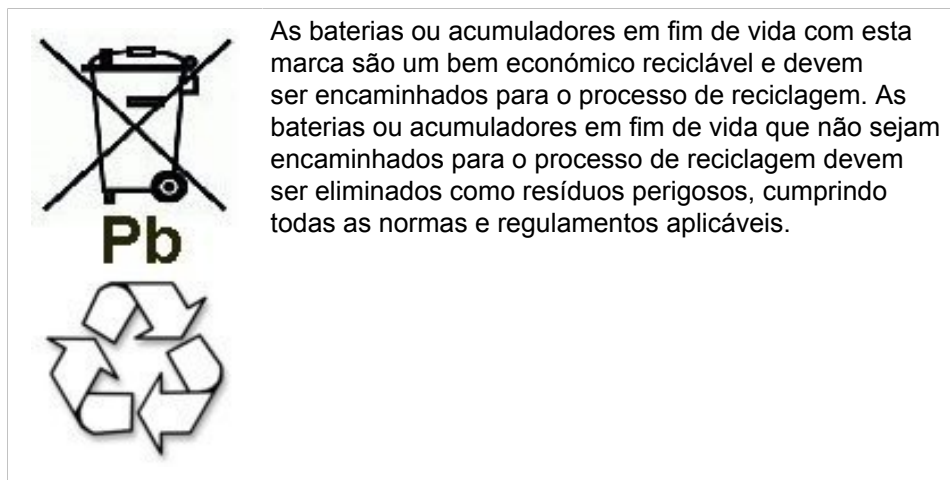 As baterias ou acumuladores em fim de vida com esta
marca são um bem económico reciclável e devem
ser encaminhados para o processo de reciclagem. As
baterias ou acumuladores em fim de vida que não sejam
encaminhados para o processo de reciclagem devem
ser eliminados como resíduos perigosos, cumprindo
todas as normas e regulamentos aplicáveis.
Pb